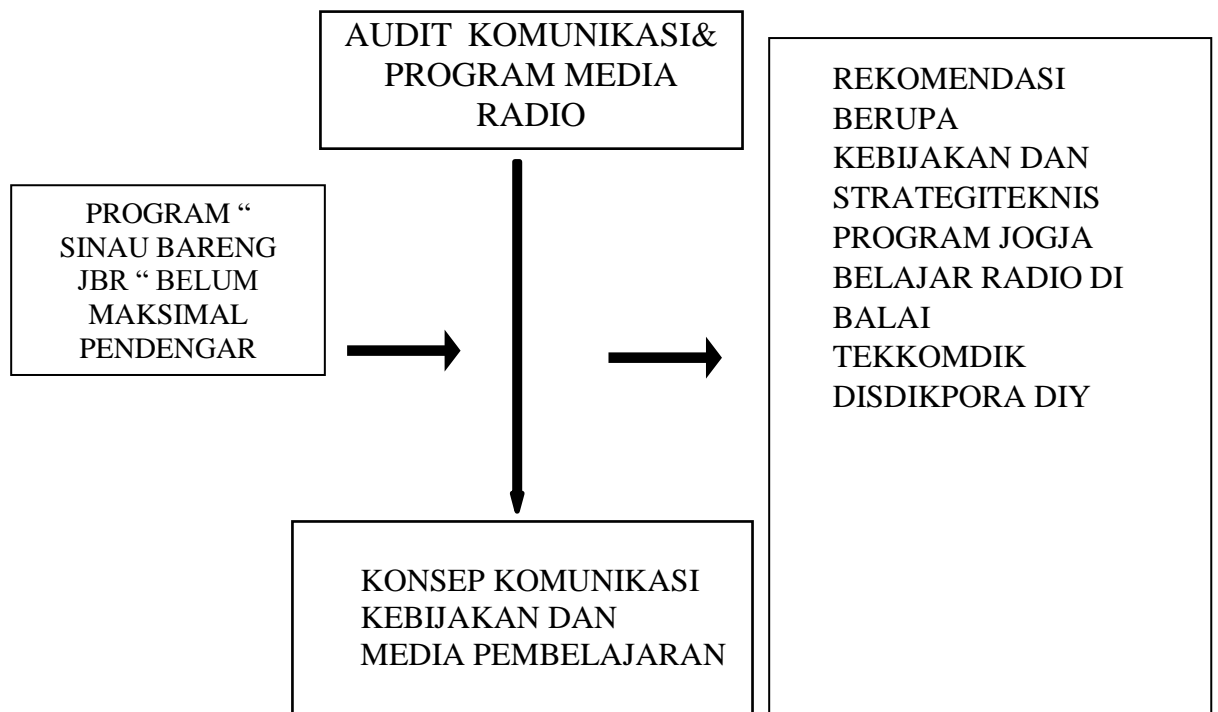 AUDIT KOMUNIKASI&
PROGRAM MEDIA
RADIO
PROGRAM “
SINAU BARENG
JBR “ BELUM
MAKSIMAL
PENDENGAR
REKOMENDASI
BERUPA
KEBIJAKAN DAN
STRATEGITEKNIS
PROGRAM JOGJA
BELAJAR RADIO DI
BALAI
TEKKOMDIK
DISDIKPORA DIY
KONSEP KOMUNIKASI
KEBIJAKAN DAN
MEDIA PEMBELAJARAN